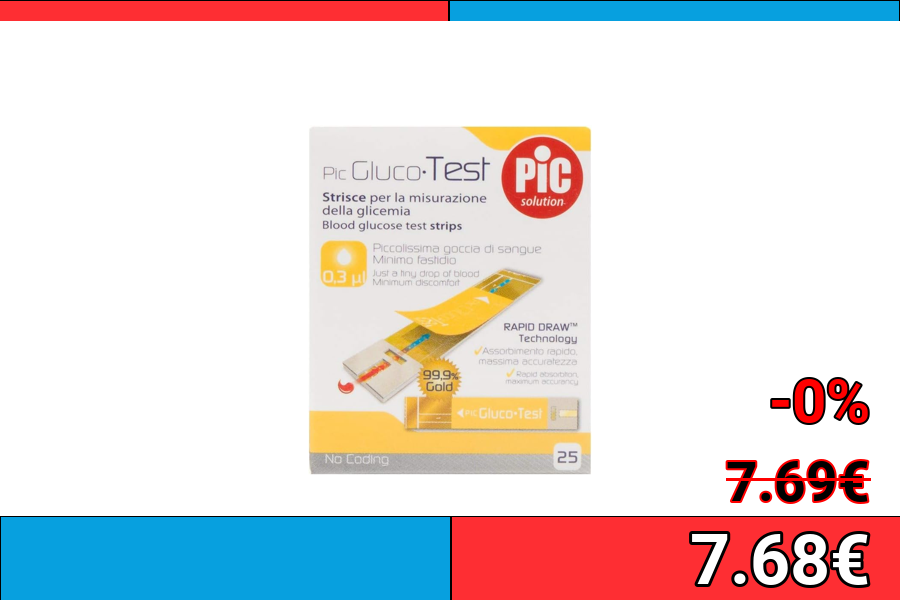 Pic Gluco•Test
PiC
solution
Strisce per la misurazione
della glicemia
Blood glucose test strips
0,3 µl
Piccolissima goccia di sangue
Minimo fastidio
Just a tiny drop of blood
Minimum discomfort
RAPID DRAW™
Technology
✓Assorbimento rapido,
massima accuratezza
✓Rapid absorbtion,
maximum accurancy
99,9%
Gold
PiC Gluco•Test
No Coding
25
-0%
7.69€
7.68€